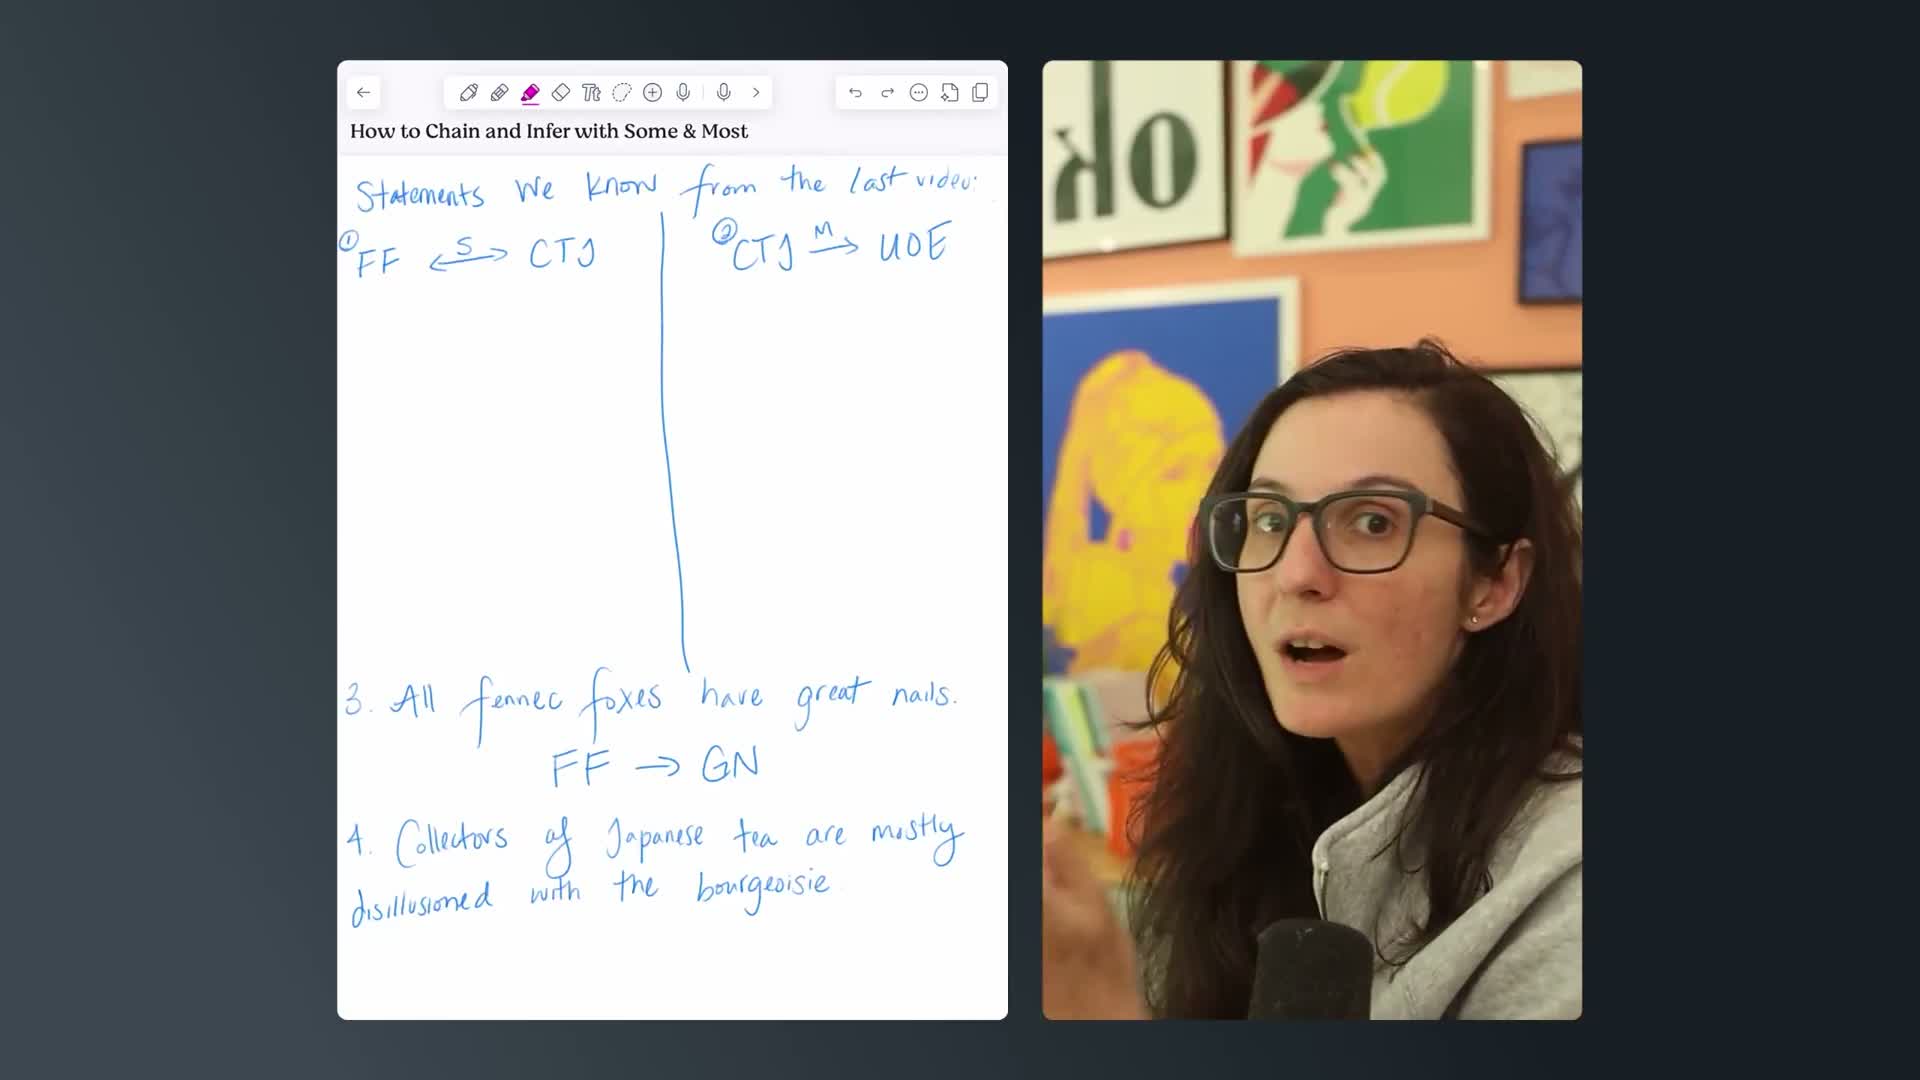 How to Chain and Infer with Some & Most
Statements We know from the last video:
① FF ←S→ CTJ
② CTJ M→ UOE
3. All fennec foxes have great nails.
FF → GN
4. Collectors of Japanese tea are mostly
disillusioned with the bourgeoisie.
Tt
OK